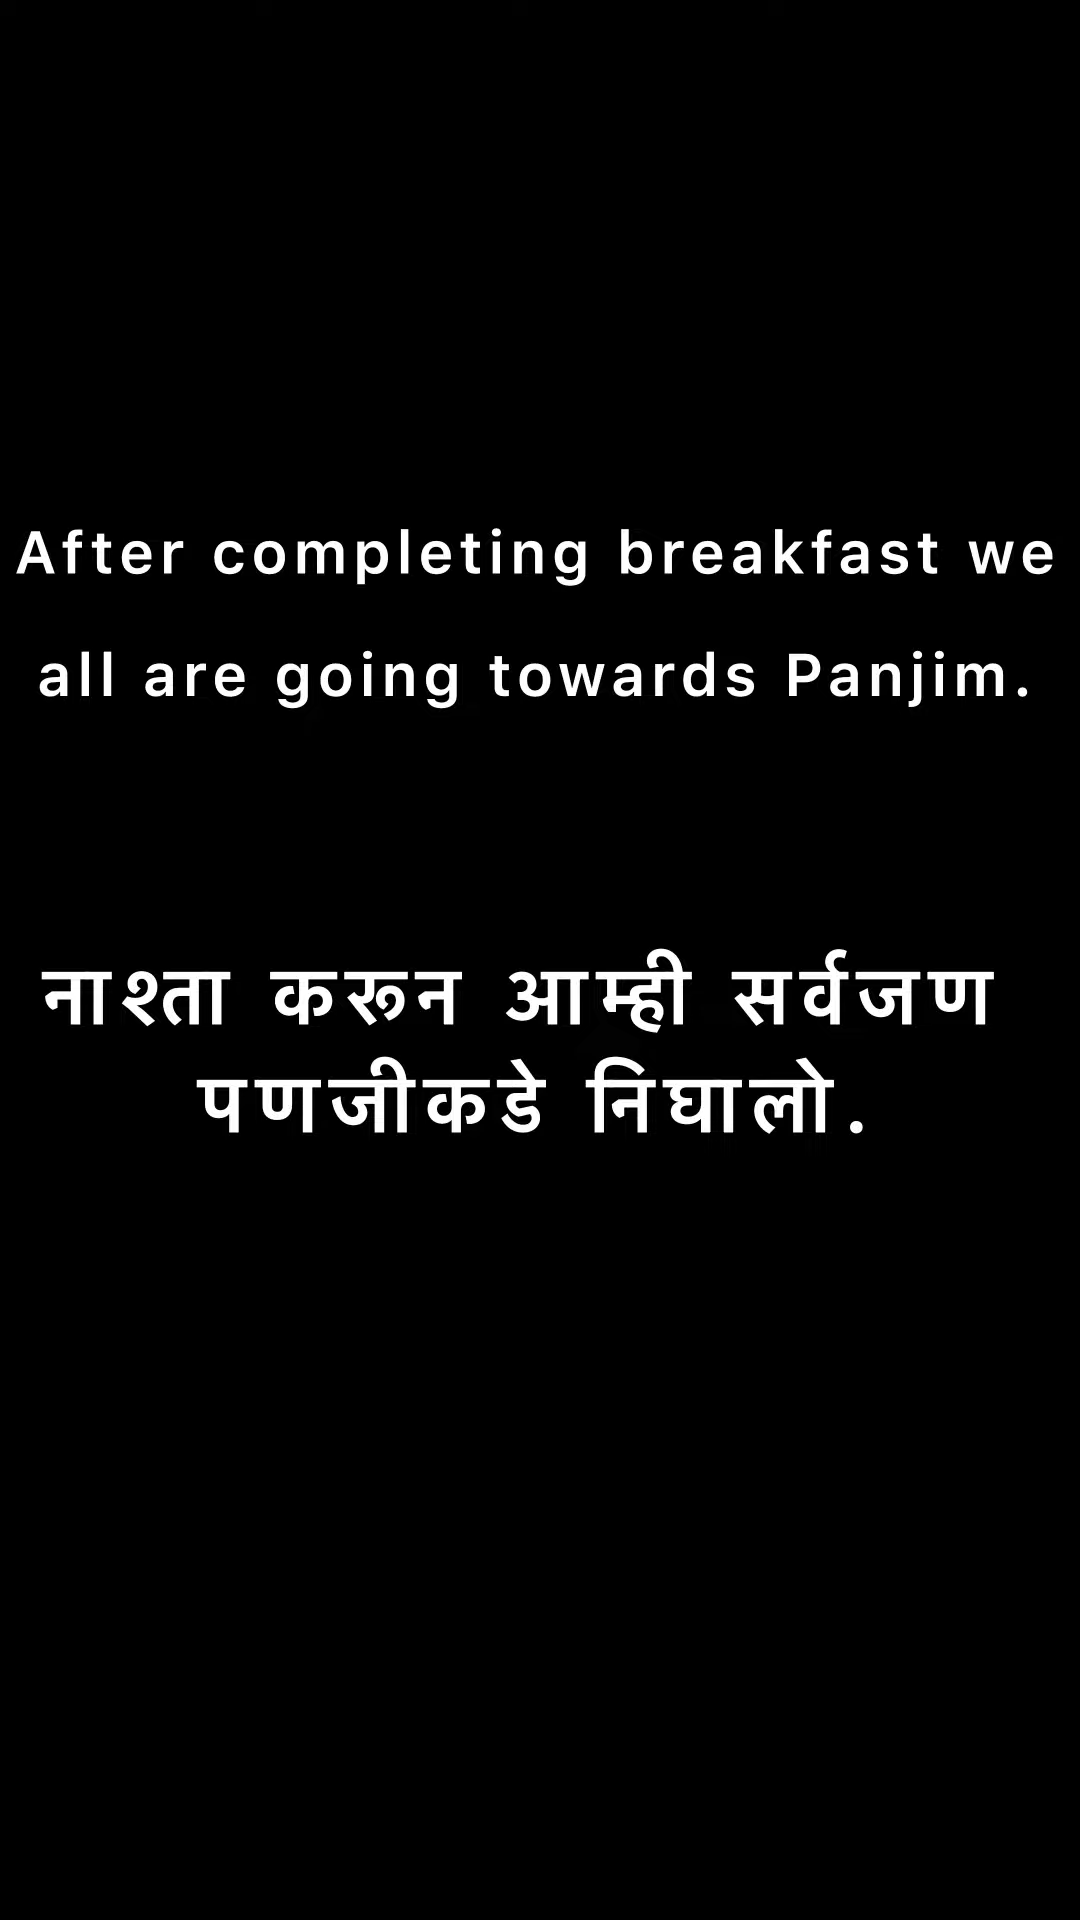 After completing breakfast we
all are going towards Panjim.
नाश्ता करून आम्ही सर्वजण
पणजीकडे निघालो.